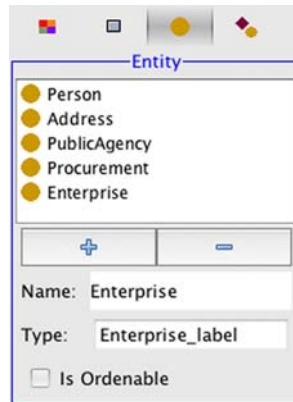 Entity
Person
Address
PublicAgency
Procurement
Enterprise
Name: Enterprise
Type: Enterprise_label
Is Ordenable